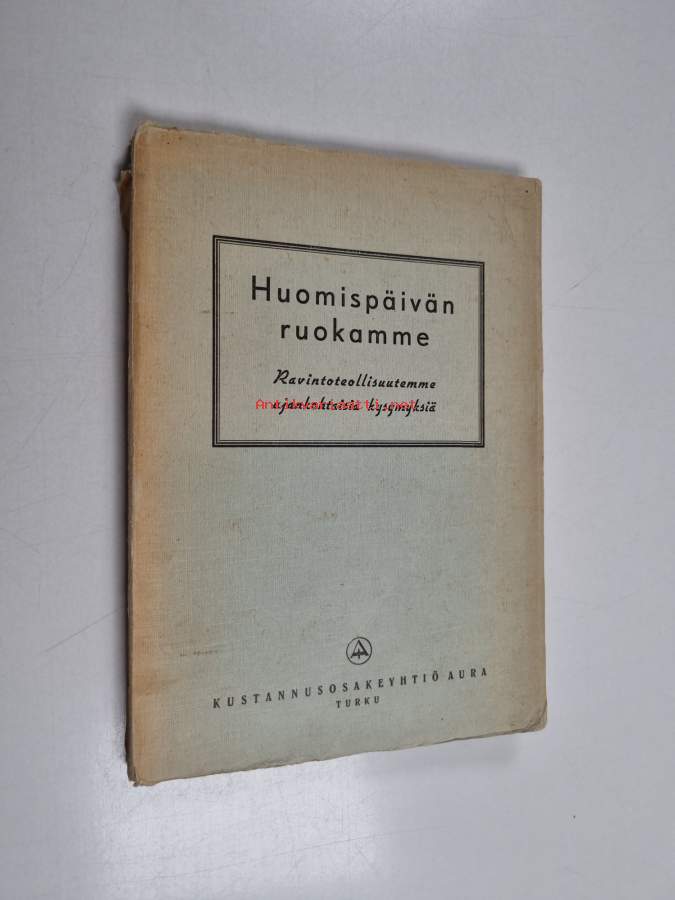 Huomispäivän
ruokamme
Ravintoteollisuutemme
ajankohtaisia kysymyksiä
KUSTANNUSOSAKEYHTIÖ AURA
TURKU